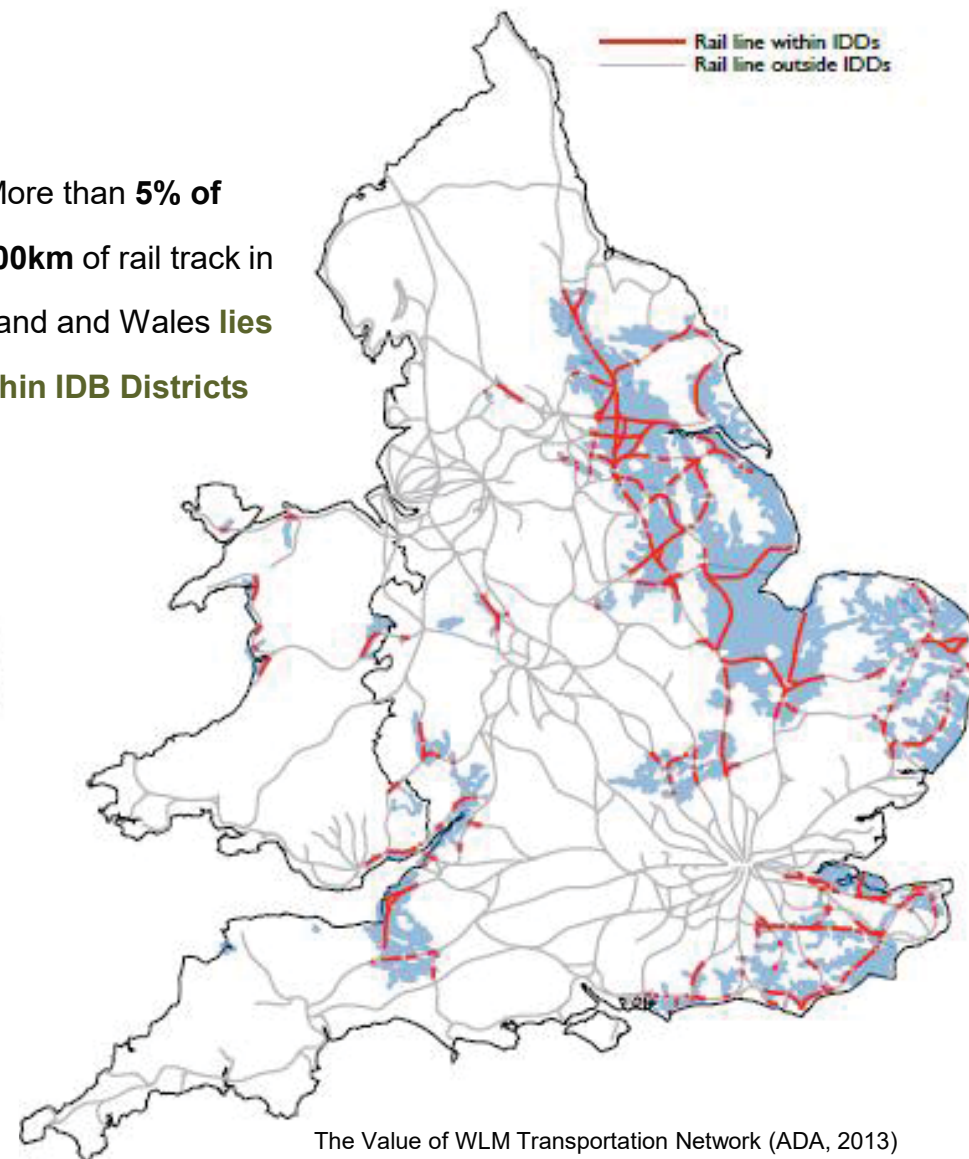 Rail line within IDDs
Rail line outside IDDs
More than 5% of
00km of rail track in
and and Wales lies
hin IDB Districts
The Value of WLM Transportation Network (ADA, 2013)